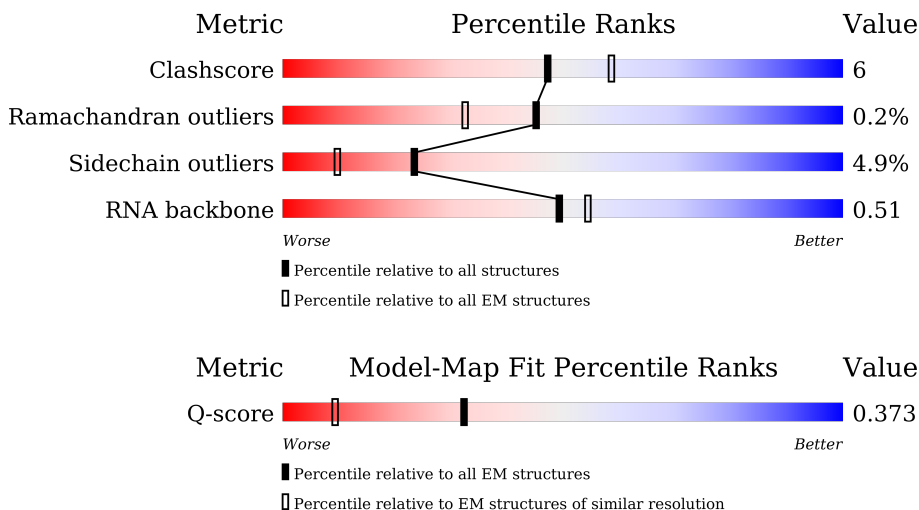 Metric Percentile Ranks Value
Clashscore 6
Ramachandran outliers 0.2%
Sidechain outliers 4.9%
RNA backbone 0.51
Worse Better
Percentile relative to all structures
Percentile relative to all EM structures
Metric Model-Map Fit Percentile Ranks Value
Q-score 0.373
Worse Better
Percentile relative to all EM structures
Percentile relative to EM structures of similar resolution